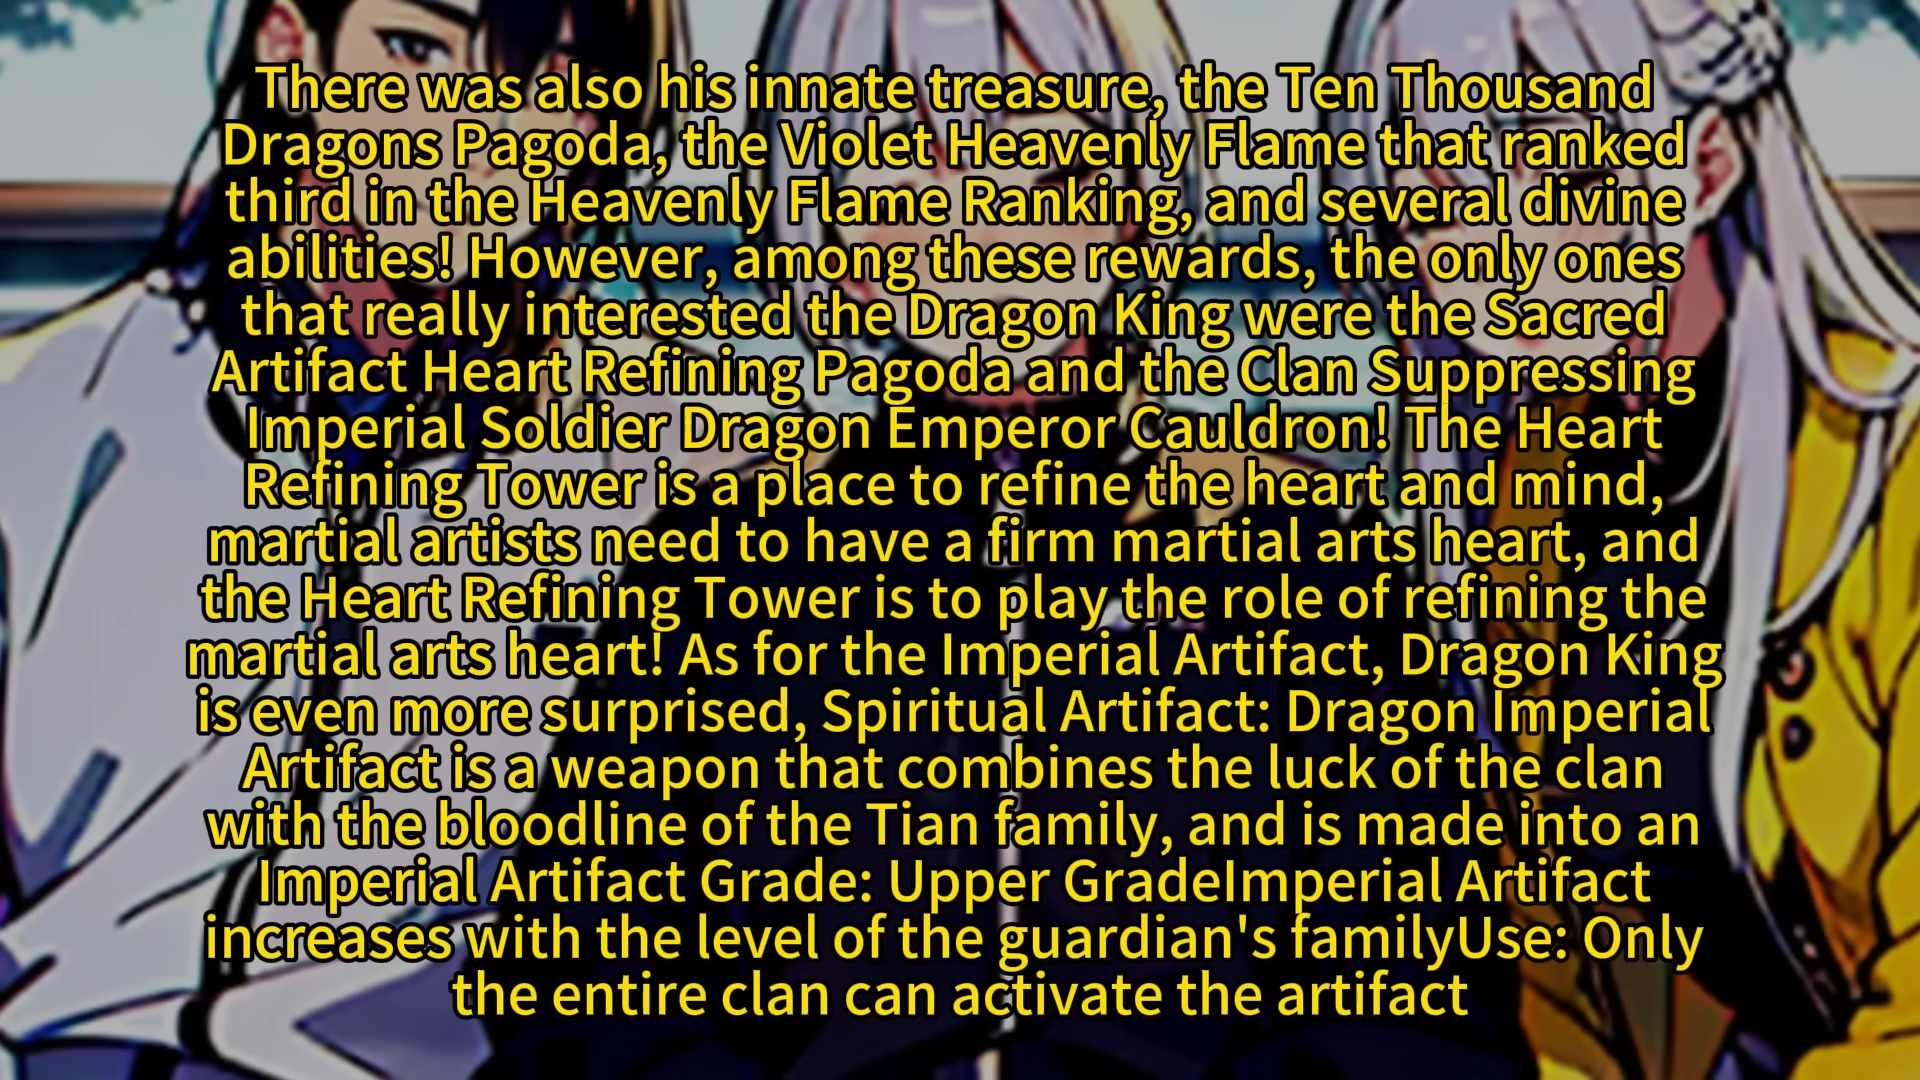 There was also his innate treasure, the Ten Thousand
Dragons Pagoda, the Violet Heavenly Flame that ranked
third in the Heavenly Flame Ranking, and several divine
abilities! However, among these rewards, the only ones
that really interested the Dragon King were the Sacred
Artifact Heart Refining Pagoda and the Clan Suppressing
Imperial Soldier Dragon Emperor Cauldron! The Heart
Refining Tower is a place to refine the heart and mind,
martial artists need to have a firm martial arts heart, and
the Heart Refining Tower is to play the role of refining the
martial arts heart! As for the Imperial Artifact, Dragon King
is even more surprised, Spiritual Artifact: Dragon Imperial
Artifact is a weapon that combines the luck of the clan
with the bloodline of the Tian family, and is made into an
Imperial Artifact Grade: Upper GradeImperial Artifact
increases with the level of the guardian's familyUse: Only
the entire clan can activate the artifact